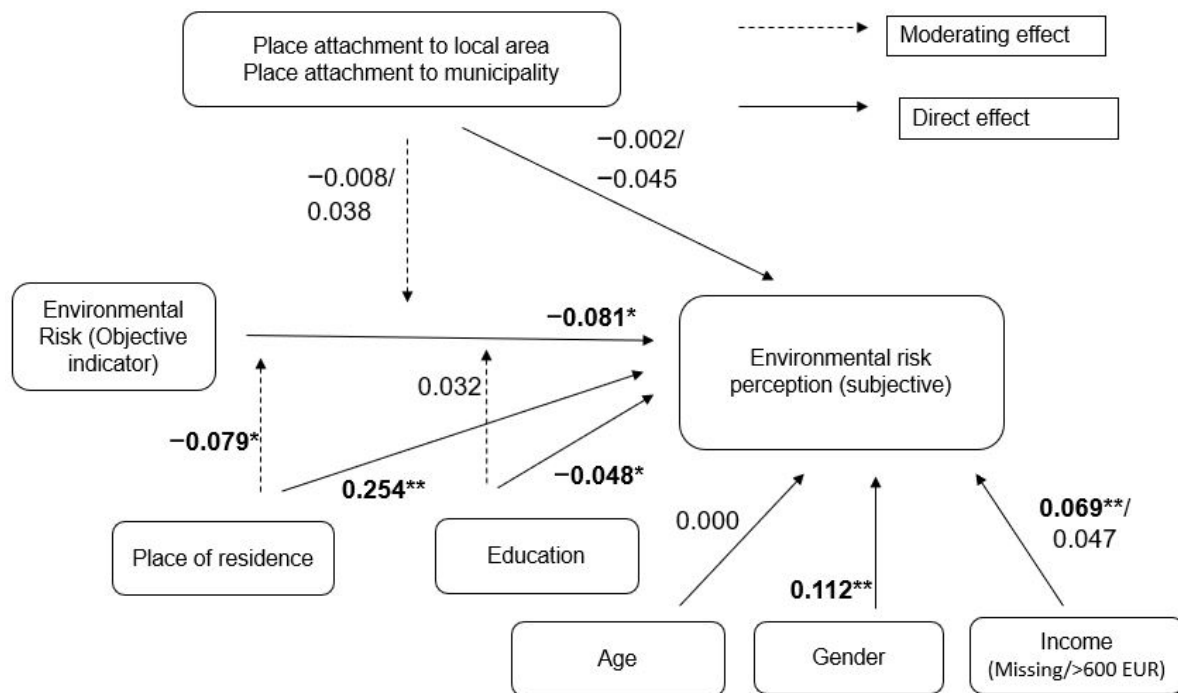 Place attachment to local area
Place attachment to municipality
Moderating effect
Direct effect
−0.002/
−0.045
−0.008/
0.038
Environmental
Risk (Objective
indicator)
−0.081*
Environmental risk
perception (subjective)
0.032
−0.079*
0.254**
−0.048*
Place of residence
Education
0.000
0.112**
0.069**/
0.047
Age
Gender
Income
(Missing/>600 EUR)